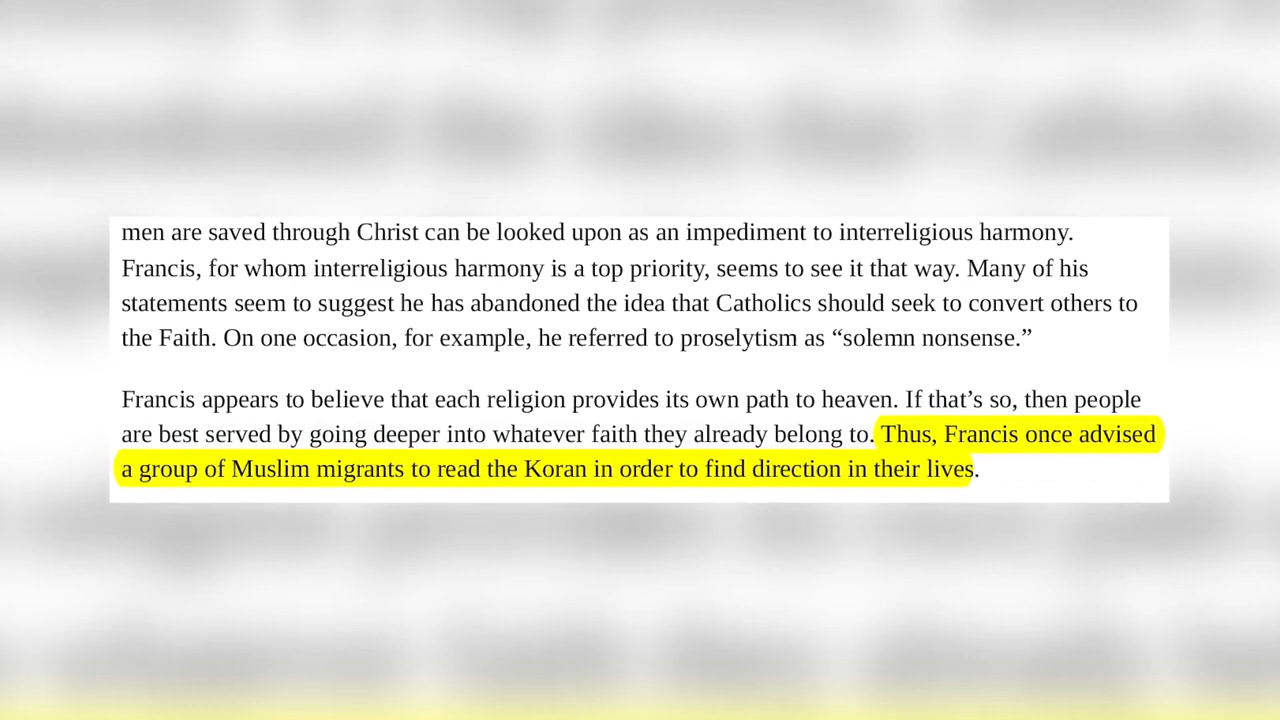 men are saved through Christ can be looked upon as an impediment to interreligious harmony.
Francis, for whom interreligious harmony is a top priority, seems to see it that way. Many of his
statements seem to suggest he has abandoned the idea that Catholics should seek to convert others to
the Faith. On one occasion, for example, he referred to proselytism as “solemn nonsense.”
Francis appears to believe that each religion provides its own path to heaven. If that’s so, then people
are best served by going deeper into whatever faith they already belong to. Thus, Francis once advised
a group of Muslim migrants to read the Koran in order to find direction in their lives.